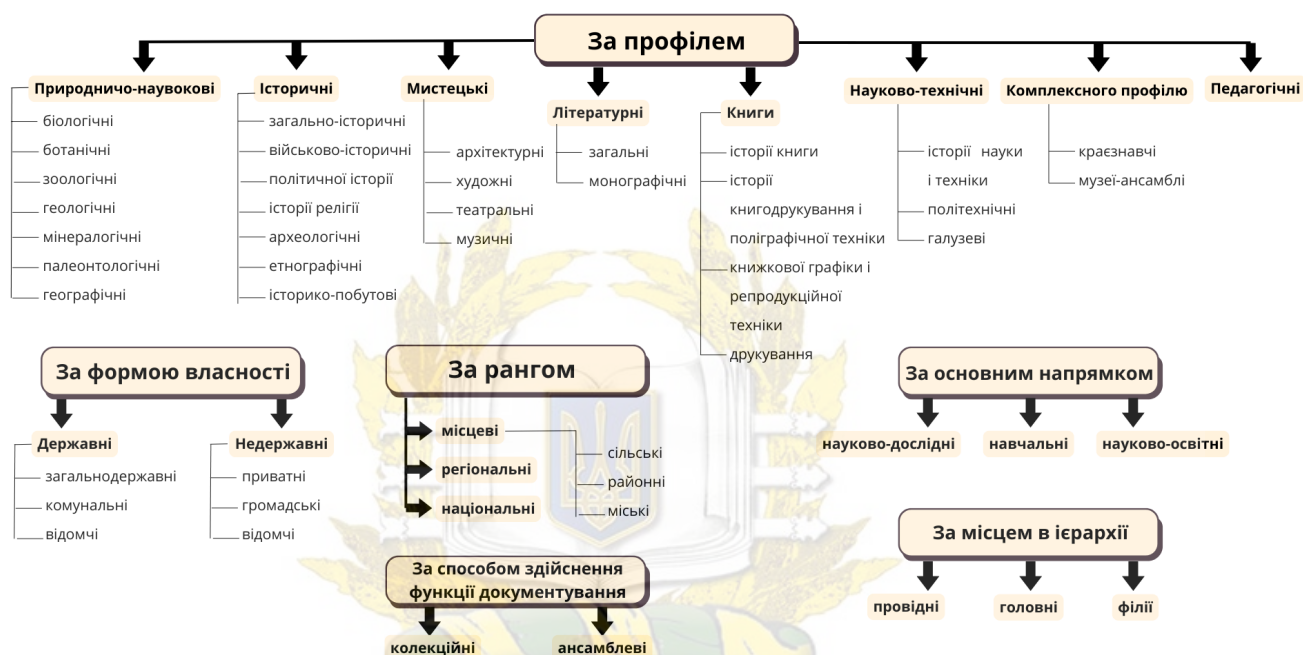 За профілем
Природничо-наувокові
біологічні
ботанічні
зоологічні
геологічні
мінералогічні
палеонтологічні
географічні
Історичні
загально-історичні
військово-історичні
політичної історії
історії релігії
археологічні
етнографічні
історико-побутові
Мистецькі
архітектурні
художні
театральні
музичні
Літературні
загальні
монографічні
Книги
історії книги
історії
книгодрукування і
поліграфічної техніки
книжкової графіки і
репродукційної
техніки
друкування
Науково-технічні
історії науки
і техніки
політехнічні
галузеві
Комплексного профілю
краєзнавчі
музеї-ансамблі
Педагогічні
За формою власності
Державні
загальнодержавні
комунальні
відомчі
Недержавні
приватні
громадські
відомчі
За рангом
місцеві
сільські
районні
міські
регіональні
національні
За основним напрямком
науково-дослідні
навчальні
науково-освітні
За місцем в ієрархії
провідні
головні
філії
За способом здійснення
функції документування
колекційні
ансамблеві